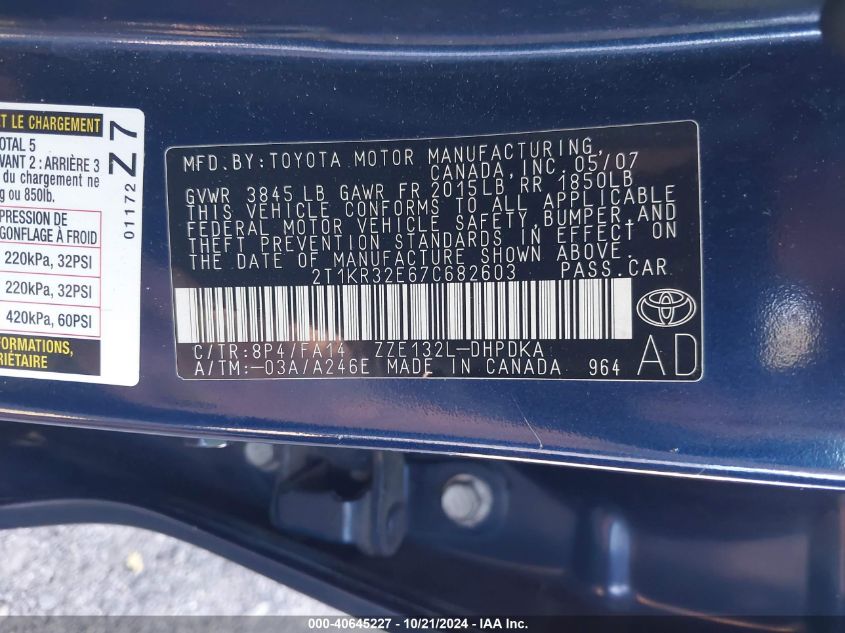 ET LE CHARGEMENT
TOTAL 5
AVANT 2 : ARRIÈRE 3
du chargement ne
kg ou 850lb.
PRESSION DE
GONFLAGE À FROID
220kPa, 32PSI
220kPa, 32PSI
420kPa, 60PSI
01172 Z 7
MFD. BY: TOYOTA MOTOR MANUFACTURING,
CANADA, INC. 05/07
GVWR 3845 LB GAWR FR 2015LB RR 1850LB
THIS VEHICLE CONFORMS TO ALL APPLICABLE
FEDERAL MOTOR VEHICLE SAFETY, BUMPER, AND
THEFT PREVENTION STANDARDS IN EFFECT ON
THE DATE OF MANUFACTURE SHOWN ABOVE.
2T1KR32E67C682603 PASS. CAR
C/TR: 8P4/FA14 ZZE132L-DHPDKA
A/TM: -03A/A246E MADE IN CANADA 964
AD
000-40645227 - 10/21/2024 - IAA, Inc.